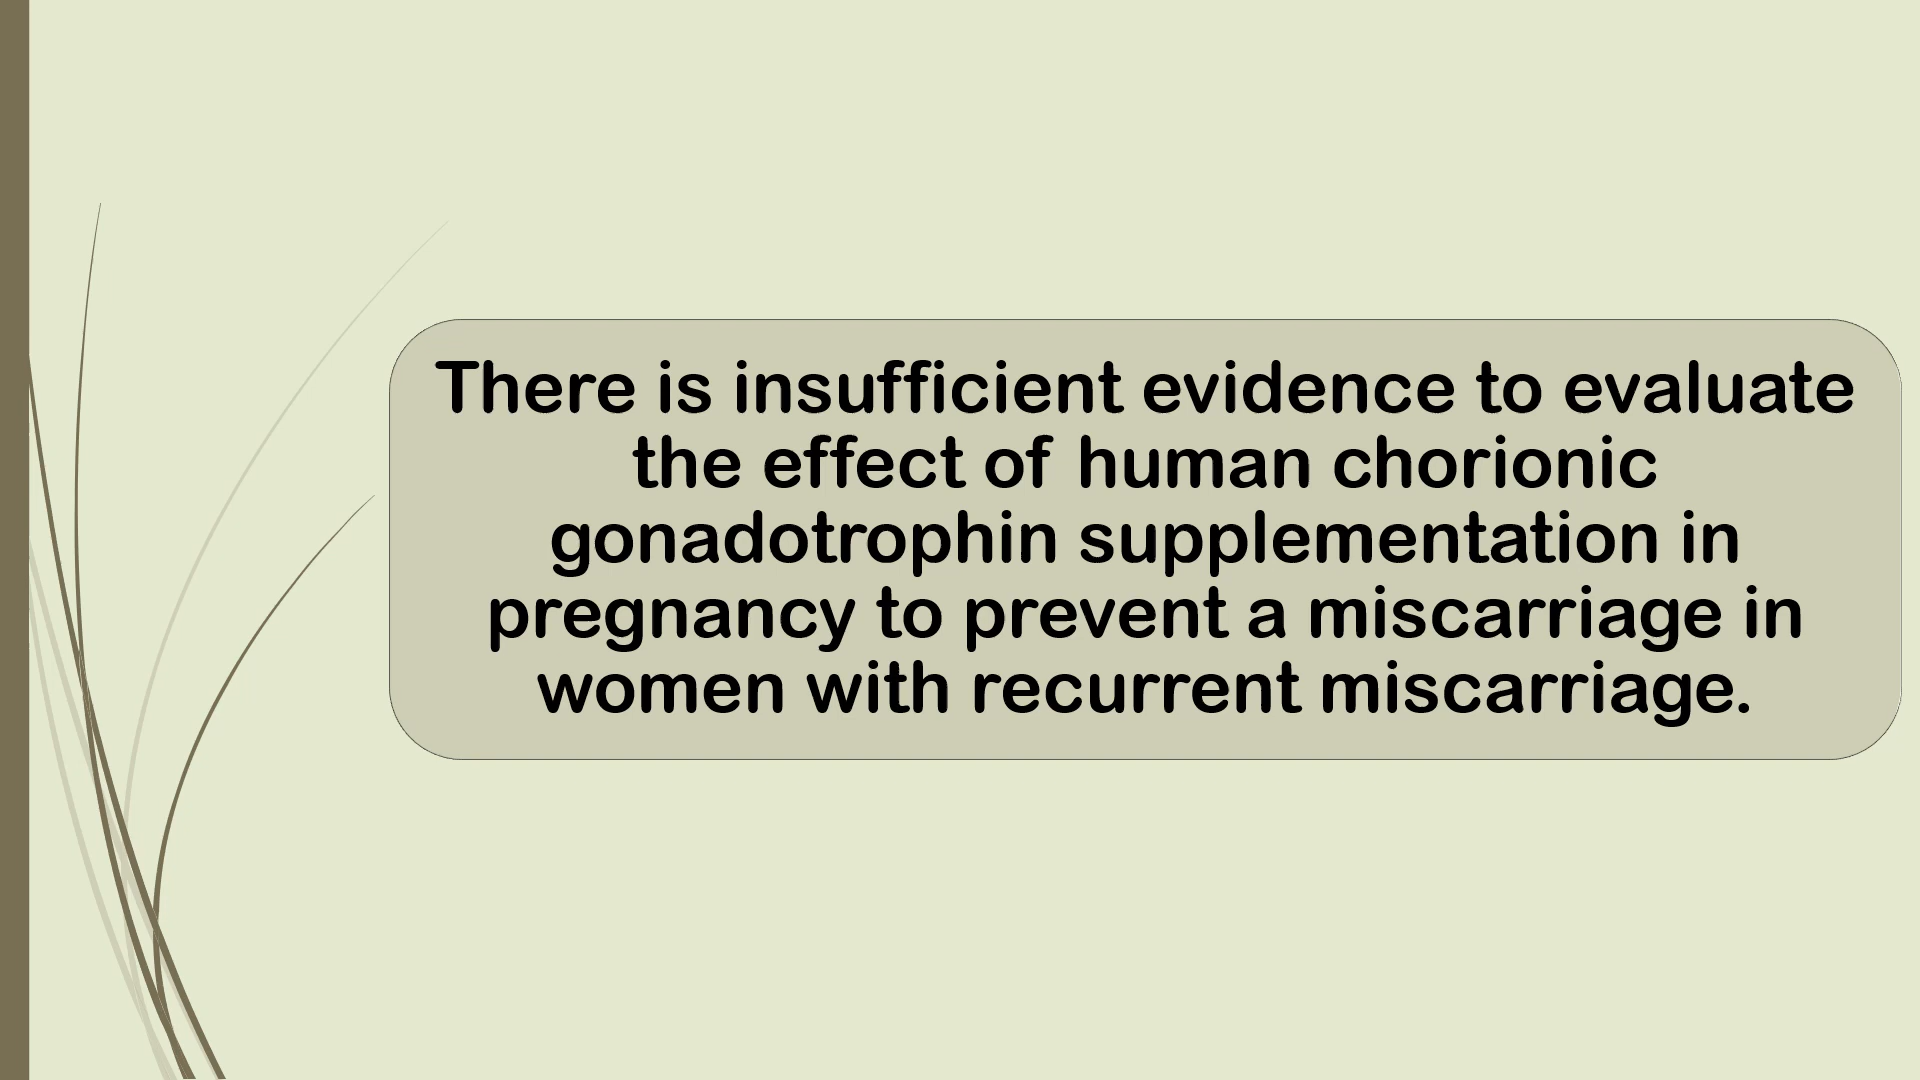 There is insufficient evidence to evaluate
the effect of human chorionic
gonadotrophin supplementation in
pregnancy to prevent a miscarriage in
women with recurrent miscarriage.